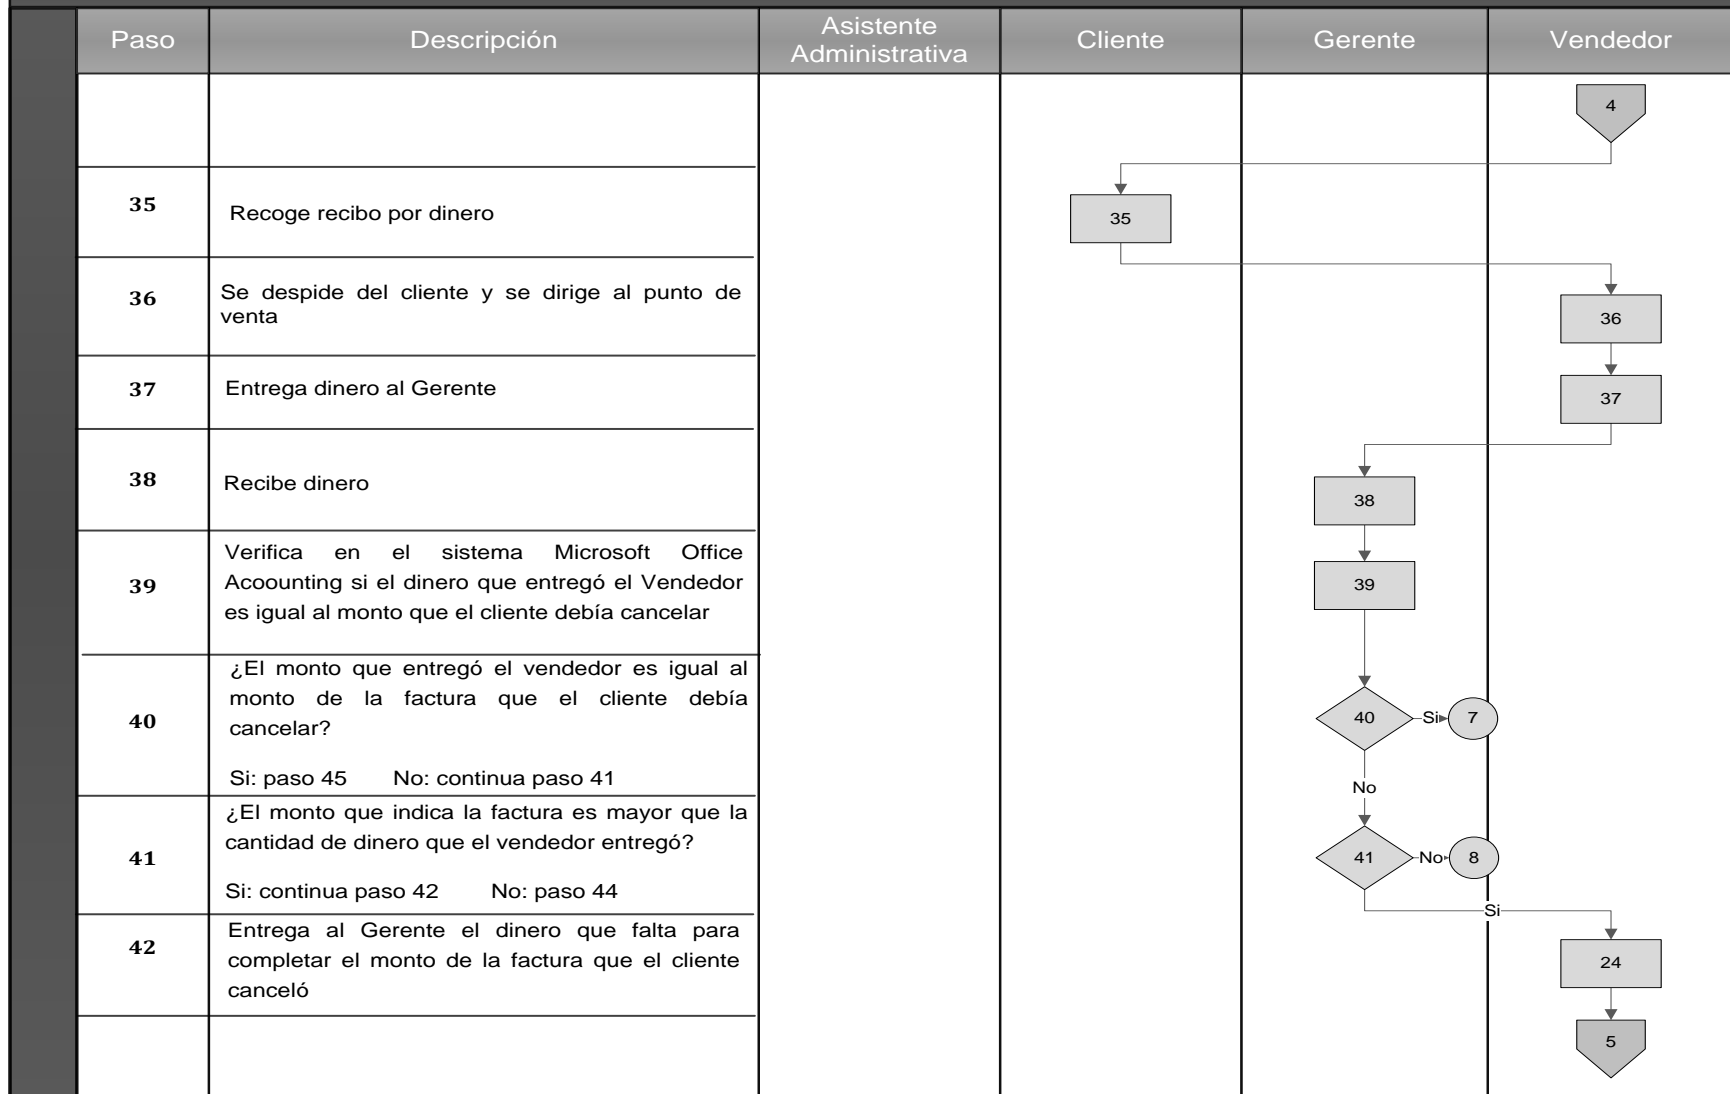 Paso
Descripción
Asistente
Administrativa
Cliente
Gerente
Vendedor
4
35
Recoge recibo por dinero
35
36
Se despide del cliente y se dirige al punto de
venta
36
37
Entrega dinero al Gerente
37
38
Recibe dinero
38
39
Verifica en el sistema Microsoft Office
Acoounting si el dinero que entregó el Vendedor
es igual al monto que el cliente debía cancelar
39
40
¿El monto que entregó el vendedor es igual al
monto de la factura que el cliente debía
cancelar?
Si: paso 45 No: continua paso 41
40
Si
7
No
41
¿El monto que indica la factura es mayor que la
cantidad de dinero que el vendedor entregó?
Si: continua paso 42 No: paso 44
41
No
8
Si
42
Entrega al Gerente el dinero que falta para
completar el monto de la factura que el cliente
canceló
24
5